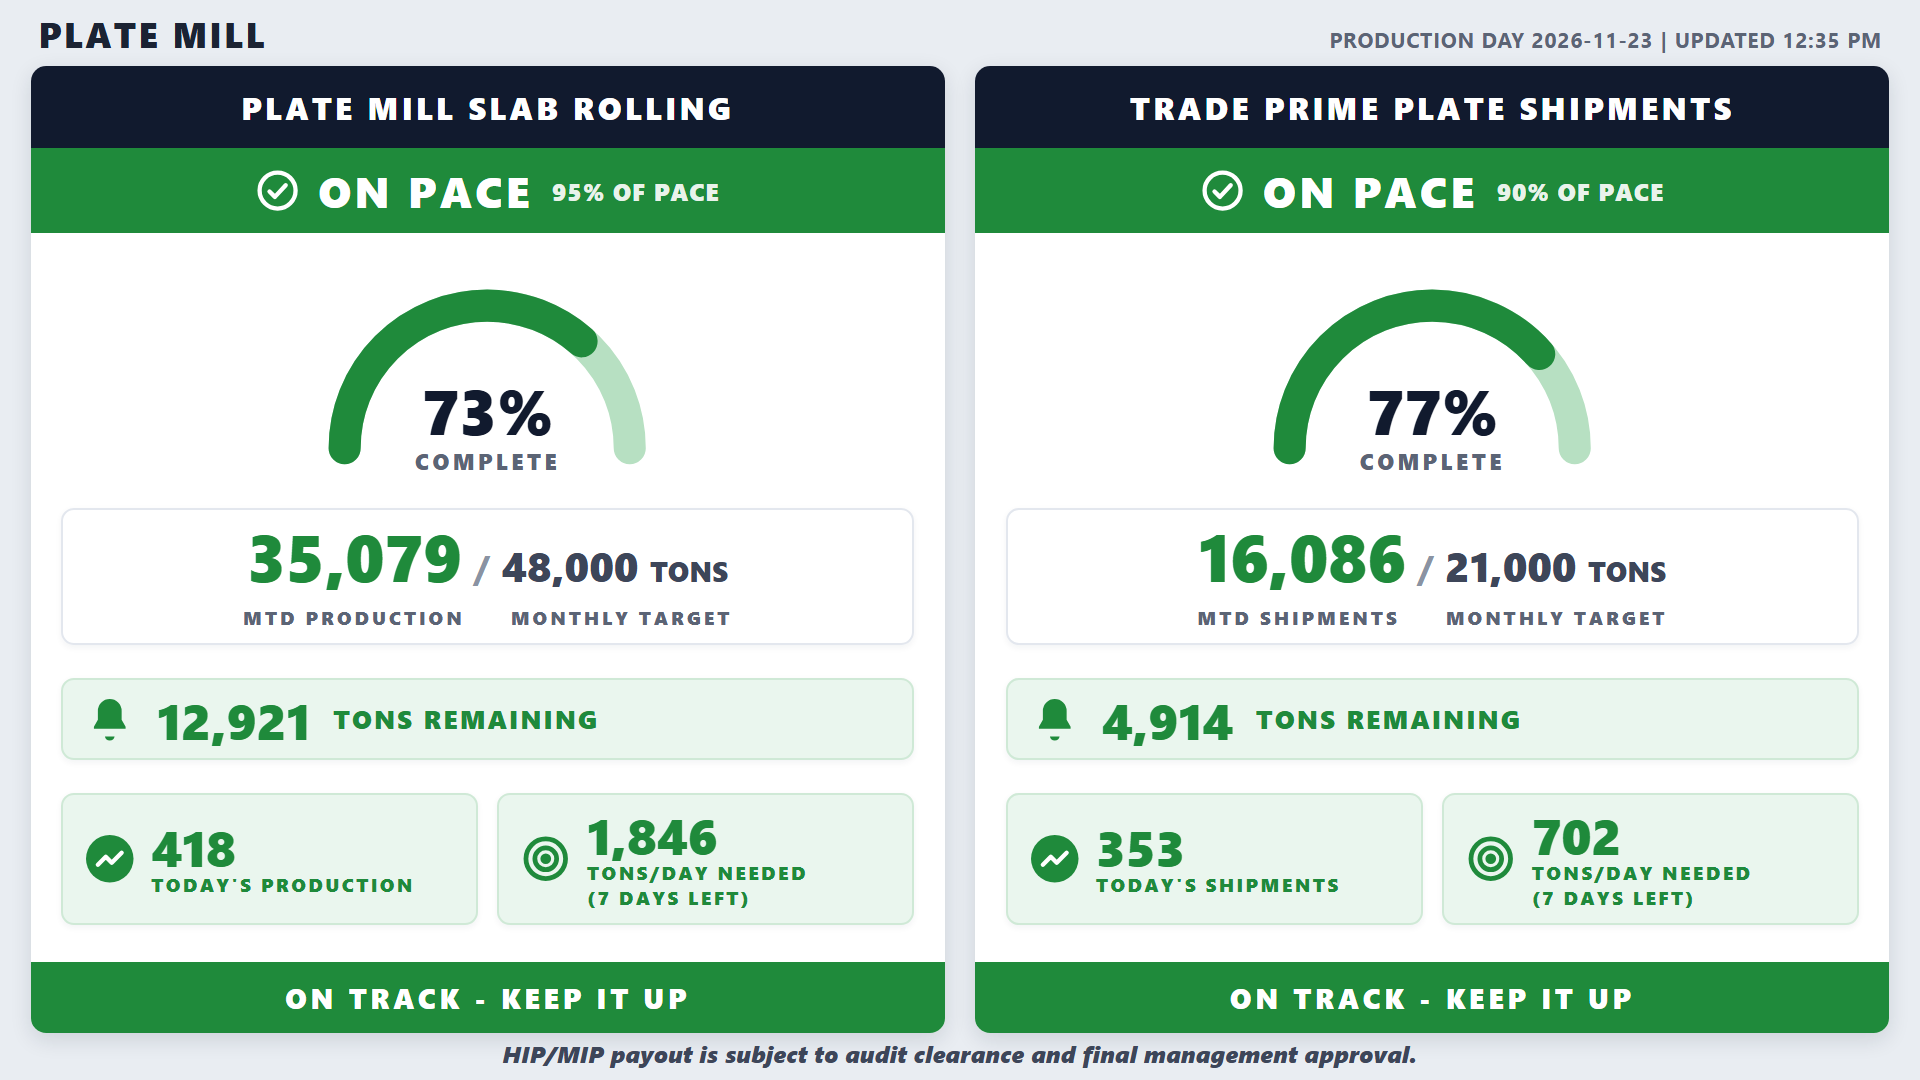 PLATE MILL
PRODUCTION DAY 2026-11-23 | UPDATED 12:35 PM
PLATE MILL SLAB ROLLING
ON PACE 95% OF PACE
73%
COMPLETE
35,079 / 48,000 TONS
MTD PRODUCTION MONTHLY TARGET
12,921 TONS REMAINING
418
TODAY'S PRODUCTION
1,846
TONS/DAY NEEDED
(7 DAYS LEFT)
ON TRACK - KEEP IT UP
TRADE PRIME PLATE SHIPMENTS
ON PACE 90% OF PACE
77%
COMPLETE
16,086 / 21,000 TONS
MTD SHIPMENTS MONTHLY TARGET
4,914 TONS REMAINING
353
TODAY'S SHIPMENTS
702
TONS/DAY NEEDED
(7 DAYS LEFT)
ON TRACK - KEEP IT UP
HIP/MIP payout is subject to audit clearance and final management approval.